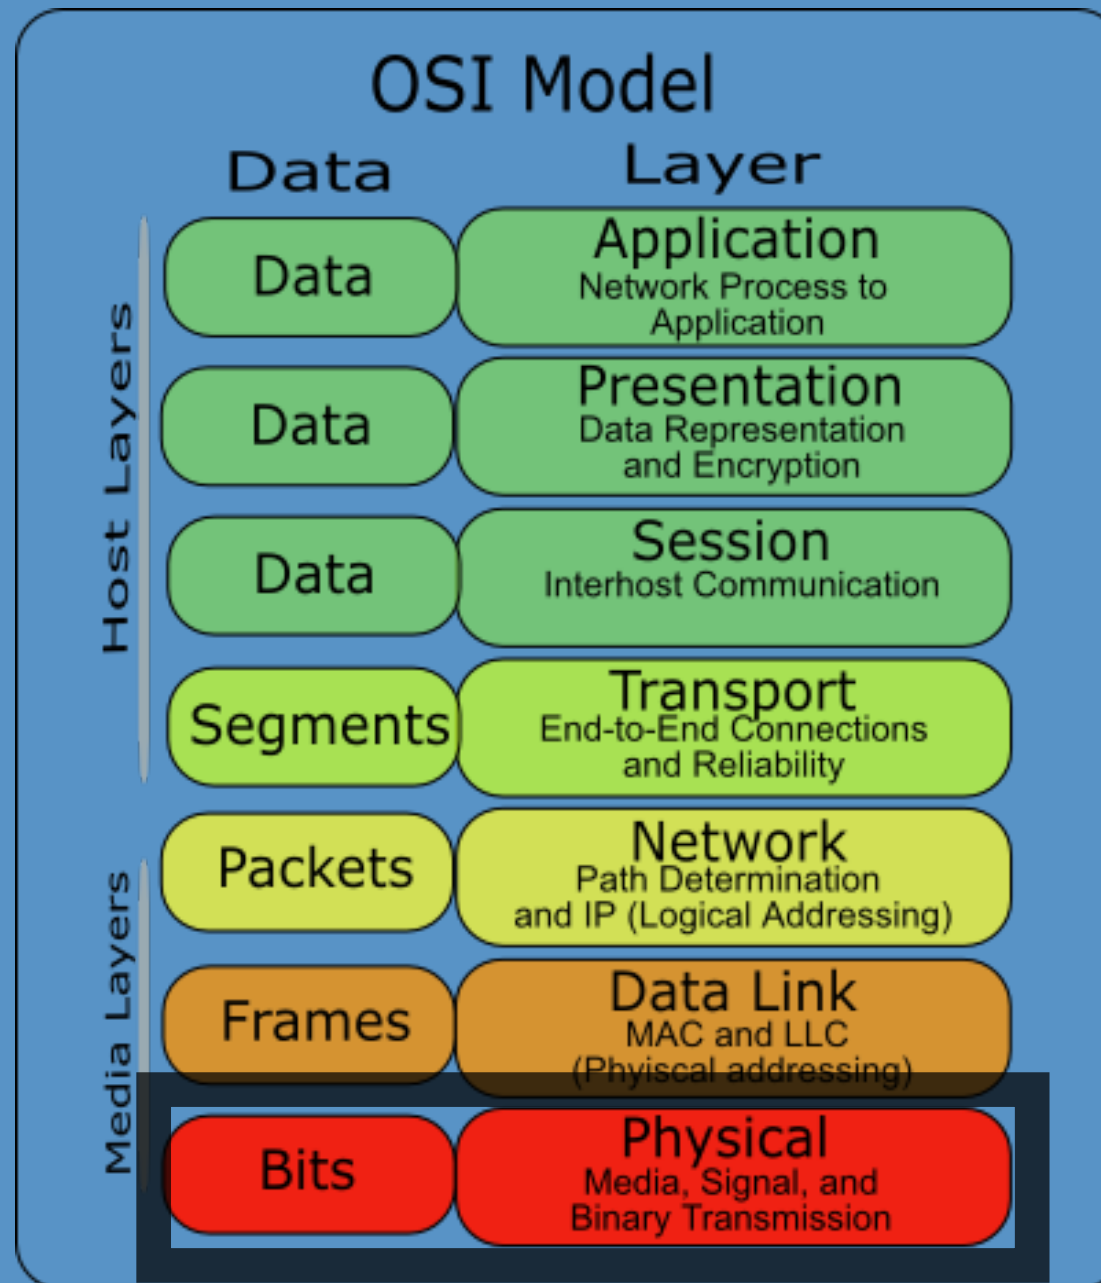 OSI Model
Data Layer
Host Layers
Data
Application
Network Process to
Application
Data
Presentation
Data Representation
and Encryption
Data
Session
Interhost Communication
Segments
Transport
End-to-End Connections
and Reliability
Media Layers
Packets
Network
Path Determination
and IP (Logical Addressing)
Frames
Data Link
MAC and LLC
(Phyiscal addressing)
Bits
Physical
Media, Signal, and
Binary Transmission